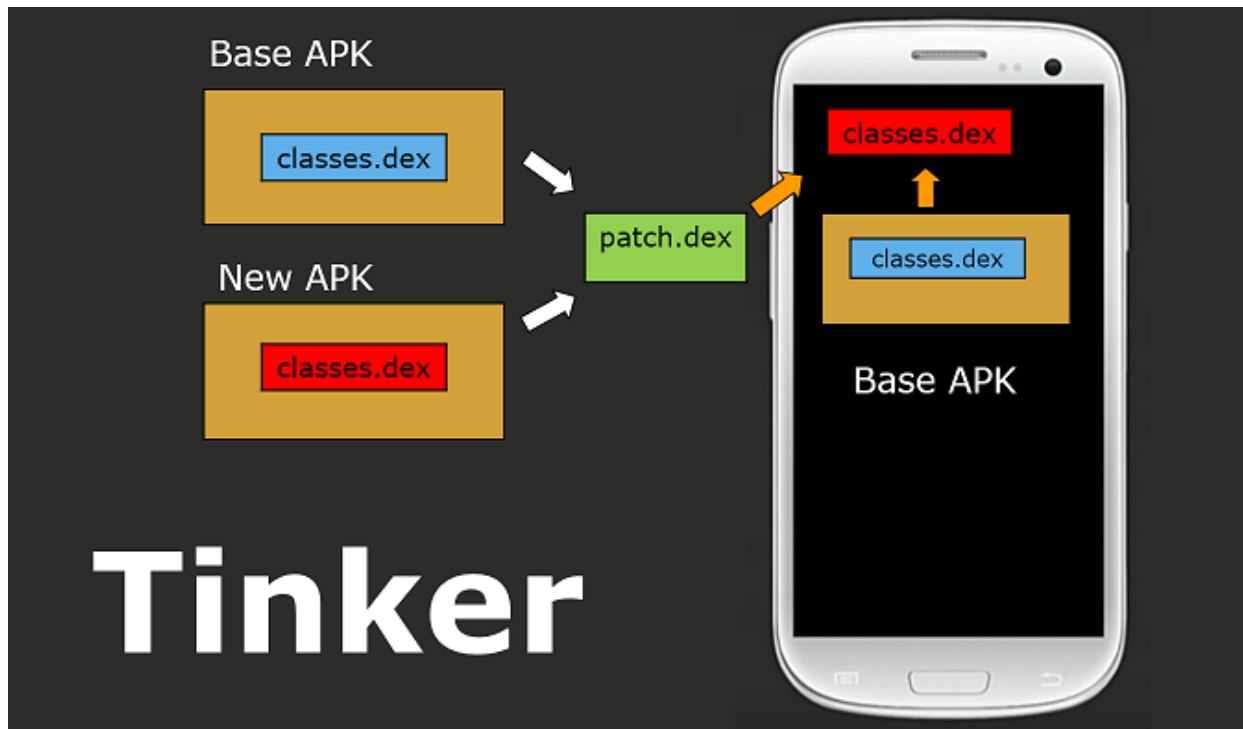 Base APK
classes.dex
New APK
classes.dex
patch.dex
classes.dex
classes.dex
Base APK
Tinker